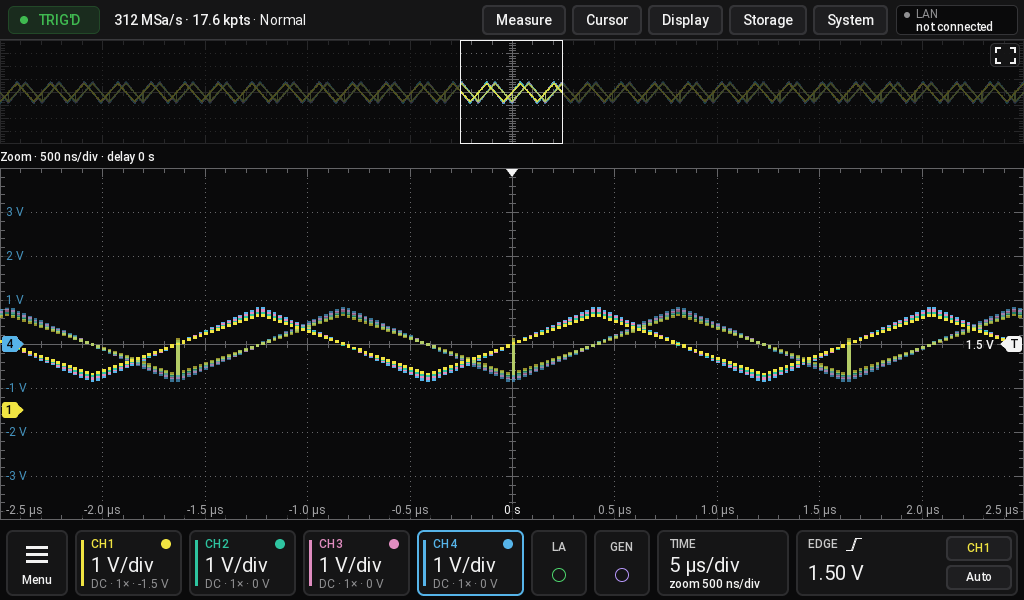 TRIG'D
312 MSa/s · 17.6 kpts · Normal
Measure
Cursor
Display
Storage
System
LAN
not connected
Zoom · 500 ns/div · delay 0 s
3 V
2 V
1 V
4
1.5 V
T
-1 V
1
-2 V
-3 V
-2.5 µs
-2.0 µs
-1.5 µs
-1.0 µs
-0.5 µs
0 s
0.5 µs
1.0 µs
1.5 µs
2.0 µs
2.5 µs
Menu
CH1
1 V/div
DC · 1× · -1.5 V
CH2
1 V/div
DC · 1× · 0 V
CH3
1 V/div
DC · 1× · 0 V
CH4
1 V/div
DC · 1× · 0 V
LA
GEN
TIME
5 µs/div
zoom 500 ns/div
EDGE
1.50 V
CH1
Auto